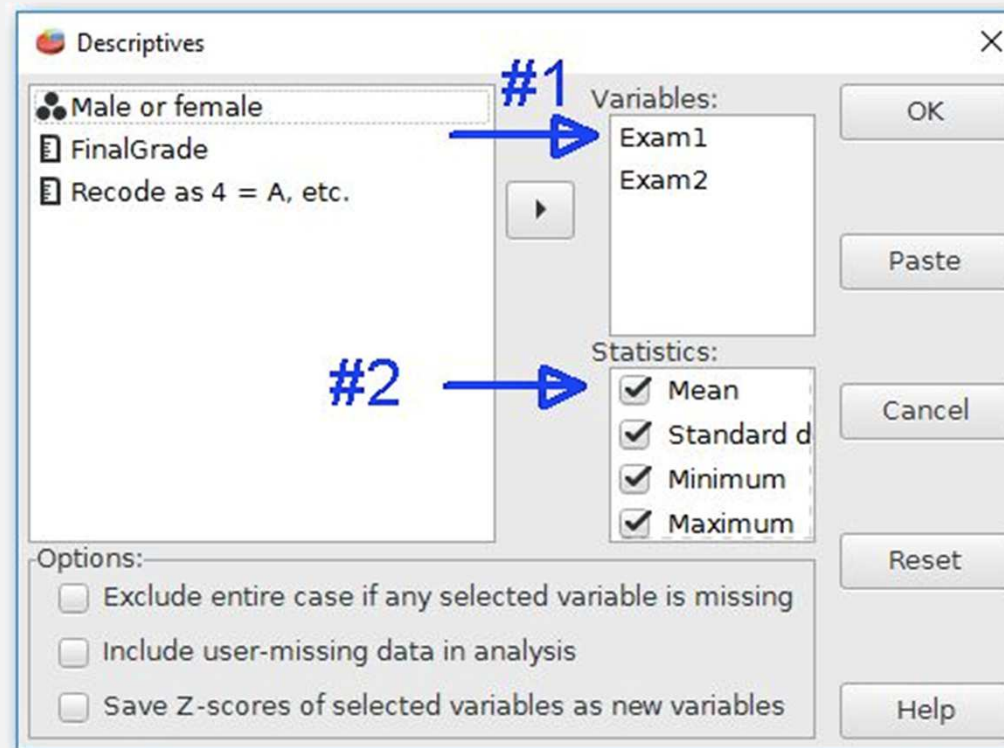 Descriptives
Male or female
FinalGrade
Recode as 4 = A, etc.
#1
Variables:
Exam1
Exam2
#2
Statistics:
Mean
Standard d
Minimum
Maximum
OK
Paste
Cancel
Reset
Help
Options:
Exclude entire case if any selected variable is missing
Include user-missing data in analysis
Save Z-scores of selected variables as new variables